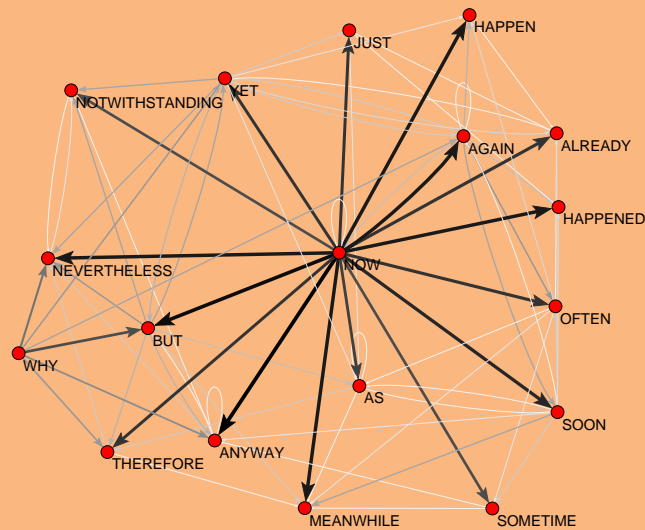 HAPPEN
JUST
YET
NOTWITHSTANDING
AGAIN
ALREADY
HAPPENED
NOW
NEVERTHELESS
OFTEN
BUT
WHY
AS
SOON
ANYWAY
THEREFORE
MEANWHILE
SOMETIME